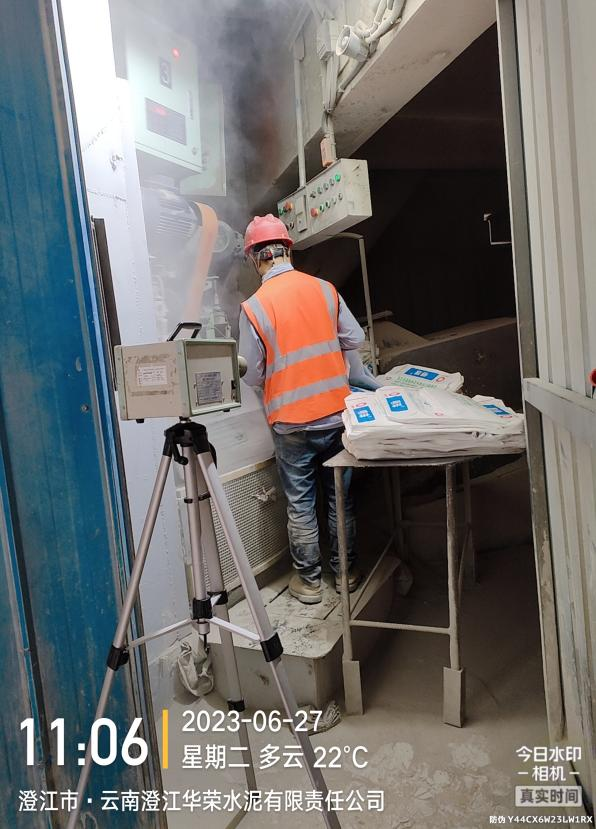 3
11:06
2023-06-27
星期二 多云 22°C
澄江市·云南澄江华荣水泥有限责任公司
今日水印
-相机-
真实时间
防伪 Y44CX6W23LW1RX